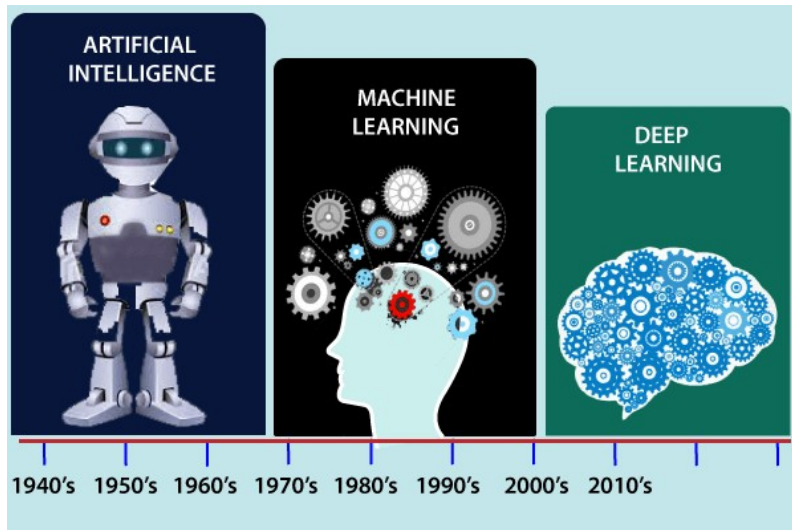 ARTIFICIAL
INTELLIGENCE
MACHINE
LEARNING
DEEP
LEARNING
1940's 1950's 1960's 1970's 1980's 1990's 2000's 2010's